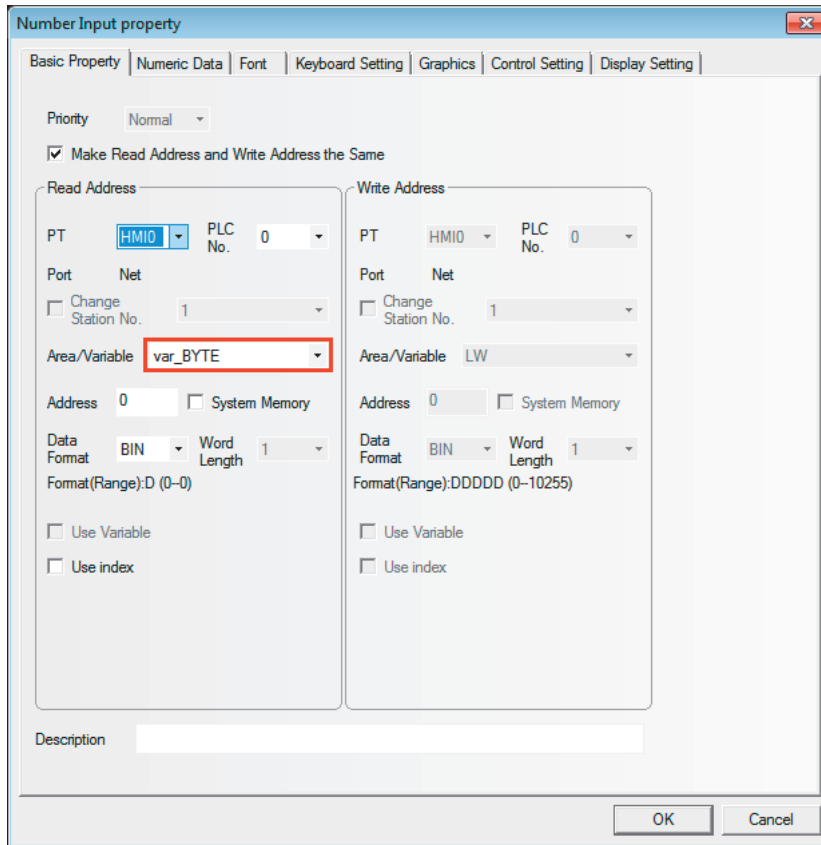 Number Input property
Basic Property Numeric Data Font Keyboard Setting Graphics Control Setting Display Setting
Priority Normal
Make Read Address and Write Address the Same
Read Address
PT HMI0 PLC No. 0
Port Net
Change Station No. 1
Area/Variable var_BYTE
Address 0 System Memory
Data Format BIN Word Length 1
Format(Range):D (0--0)
Use Variable
Use index
Write Address
PT HMI0 PLC No. 0
Port Net
Change Station No. 1
Area/Variable LW
Address 0 System Memory
Data Format BIN Word Length 1
Format(Range):DDDDD (0--10255)
Use Variable
Use index
Description
OK Cancel